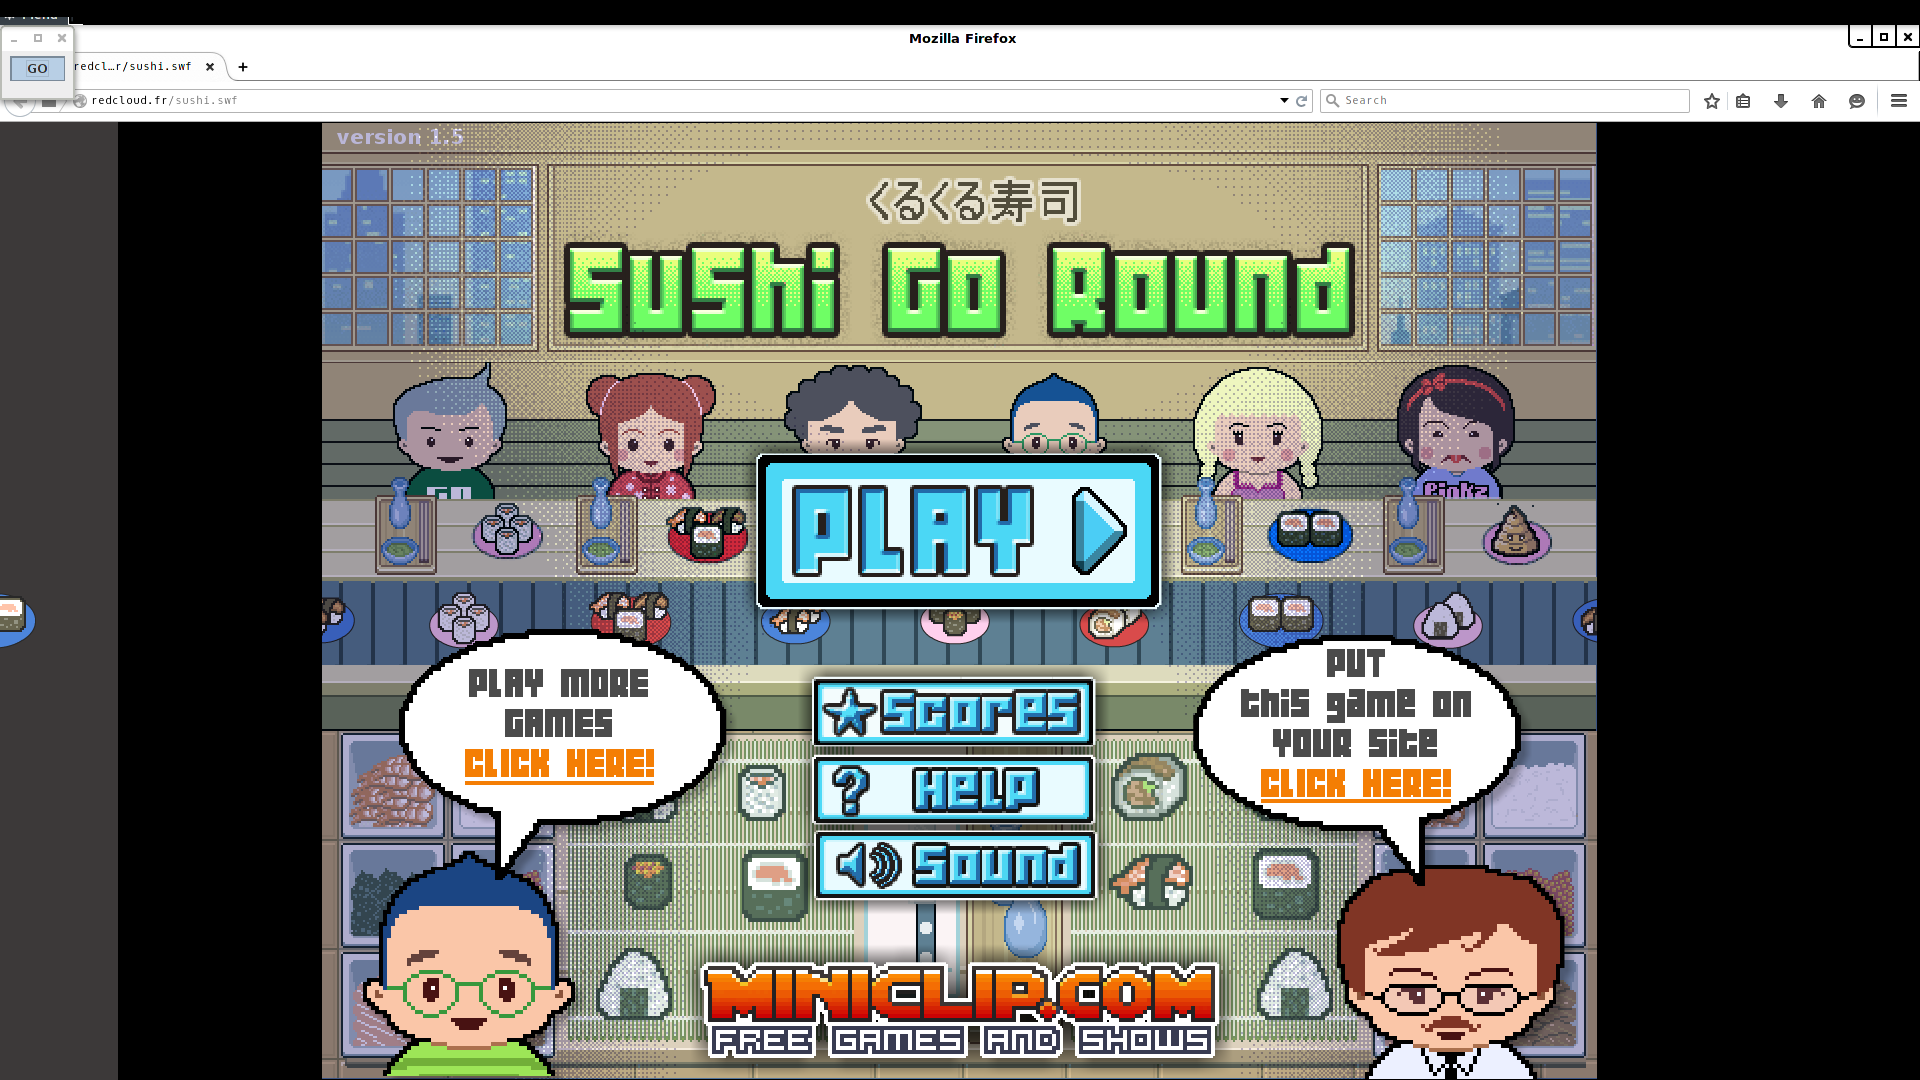 Mozilla Firefox
GO
redcl…r/sushi.swf
redcloud.fr/sushi.swf
Search
version 1.5
くるくる寿司
Sushi Go Round
PLAY
PLAY MORE
GAMES
CLICK HERE!
PUT
this game on
YOUR site
CLICK HERE!
Scores
Help
Sound
MINICLIP.COM
FREE GAMES AND SHOWS